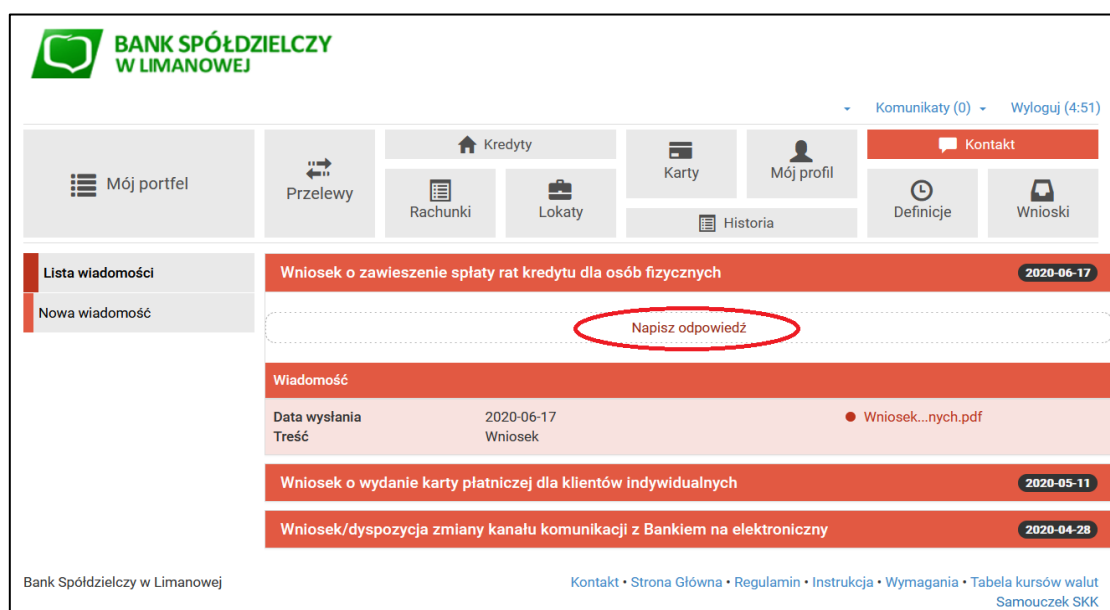 BANK SPÓŁDZIELCZY
W LIMANOWEJ
Komunikaty (0) Wyloguj (4:51)
Mój portfel
Przelewy
Kredyty
Rachunki
Lokaty
Karty
Mój profil
Historia
Kontakt
Definicje
Wnioski
Lista wiadomości
Nowa wiadomość
Wniosek o zawieszenie spłaty rat kredytu dla osób fizycznych 2020-06-17
Napisz odpowiedź
Wiadomość
Data wysłania 2020-06-17 Wniosek...nych.pdf
Treść Wniosek
Wniosek o wydanie karty płatniczej dla klientów indywidualnych 2020-05-11
Wniosek/dyspozycja zmiany kanału komunikacji z Bankiem na elektroniczny 2020-04-28
Bank Spółdzielczy w Limanowej Kontakt • Strona Główna • Regulamin • Instrukcja • Wymagania • Tabela kursów walut
Samouczek SKK